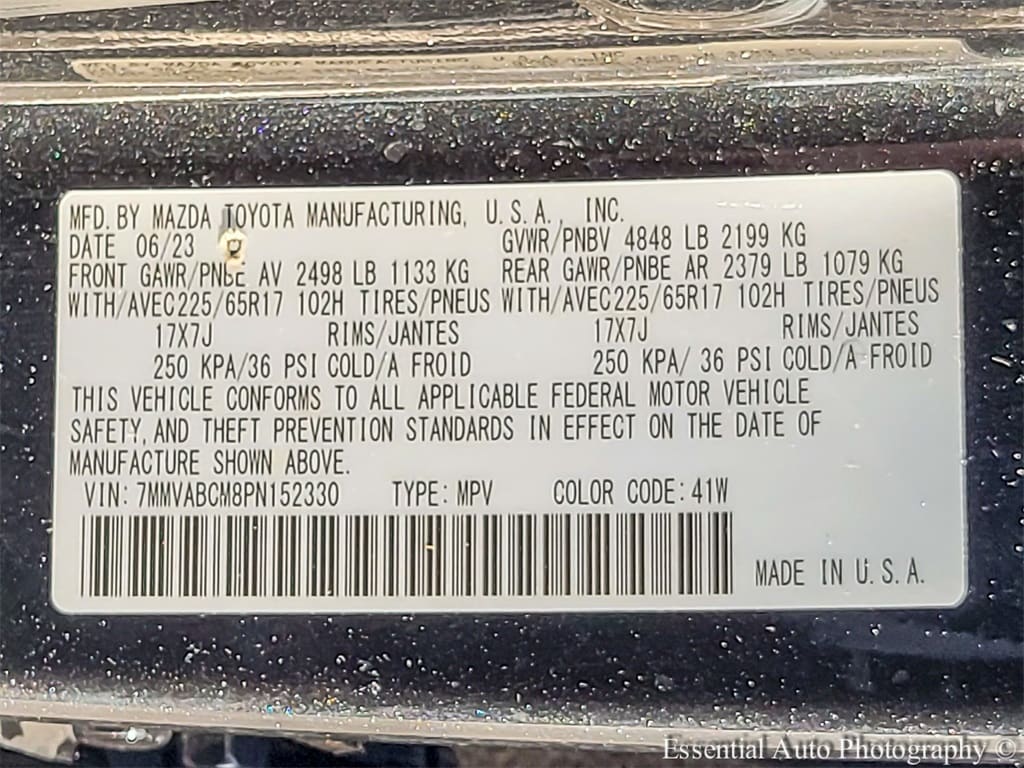 MFD. BY MAZDA TOYOTA MANUFACTURING, U.S.A., INC.
DATE 06/23 GVWR/PNBV 4848 LB 2199 KG
FRONT GAWR/PNBE AV 2498 LB 1133 KG REAR GAWR/PNBE AR 2379 LB 1079 KG
WITH/AVEC225/65R17 102H TIRES/PNEUS WITH/AVEC225/65R17 102H TIRES/PNEUS
17X7J RIMS/JANTES 17X7J RIMS/JANTES
250 KPA/36 PSI COLD/A FROID 250 KPA/ 36 PSI COLD/A FROID
THIS VEHICLE CONFORMS TO ALL APPLICABLE FEDERAL MOTOR VEHICLE
SAFETY, AND THEFT PREVENTION STANDARDS IN EFFECT ON THE DATE OF
MANUFACTURE SHOWN ABOVE.
VIN: 7MMVABCM8PN152330 TYPE: MPV COLOR CODE: 41W
MADE IN U.S.A.
Essential Auto Photography ©